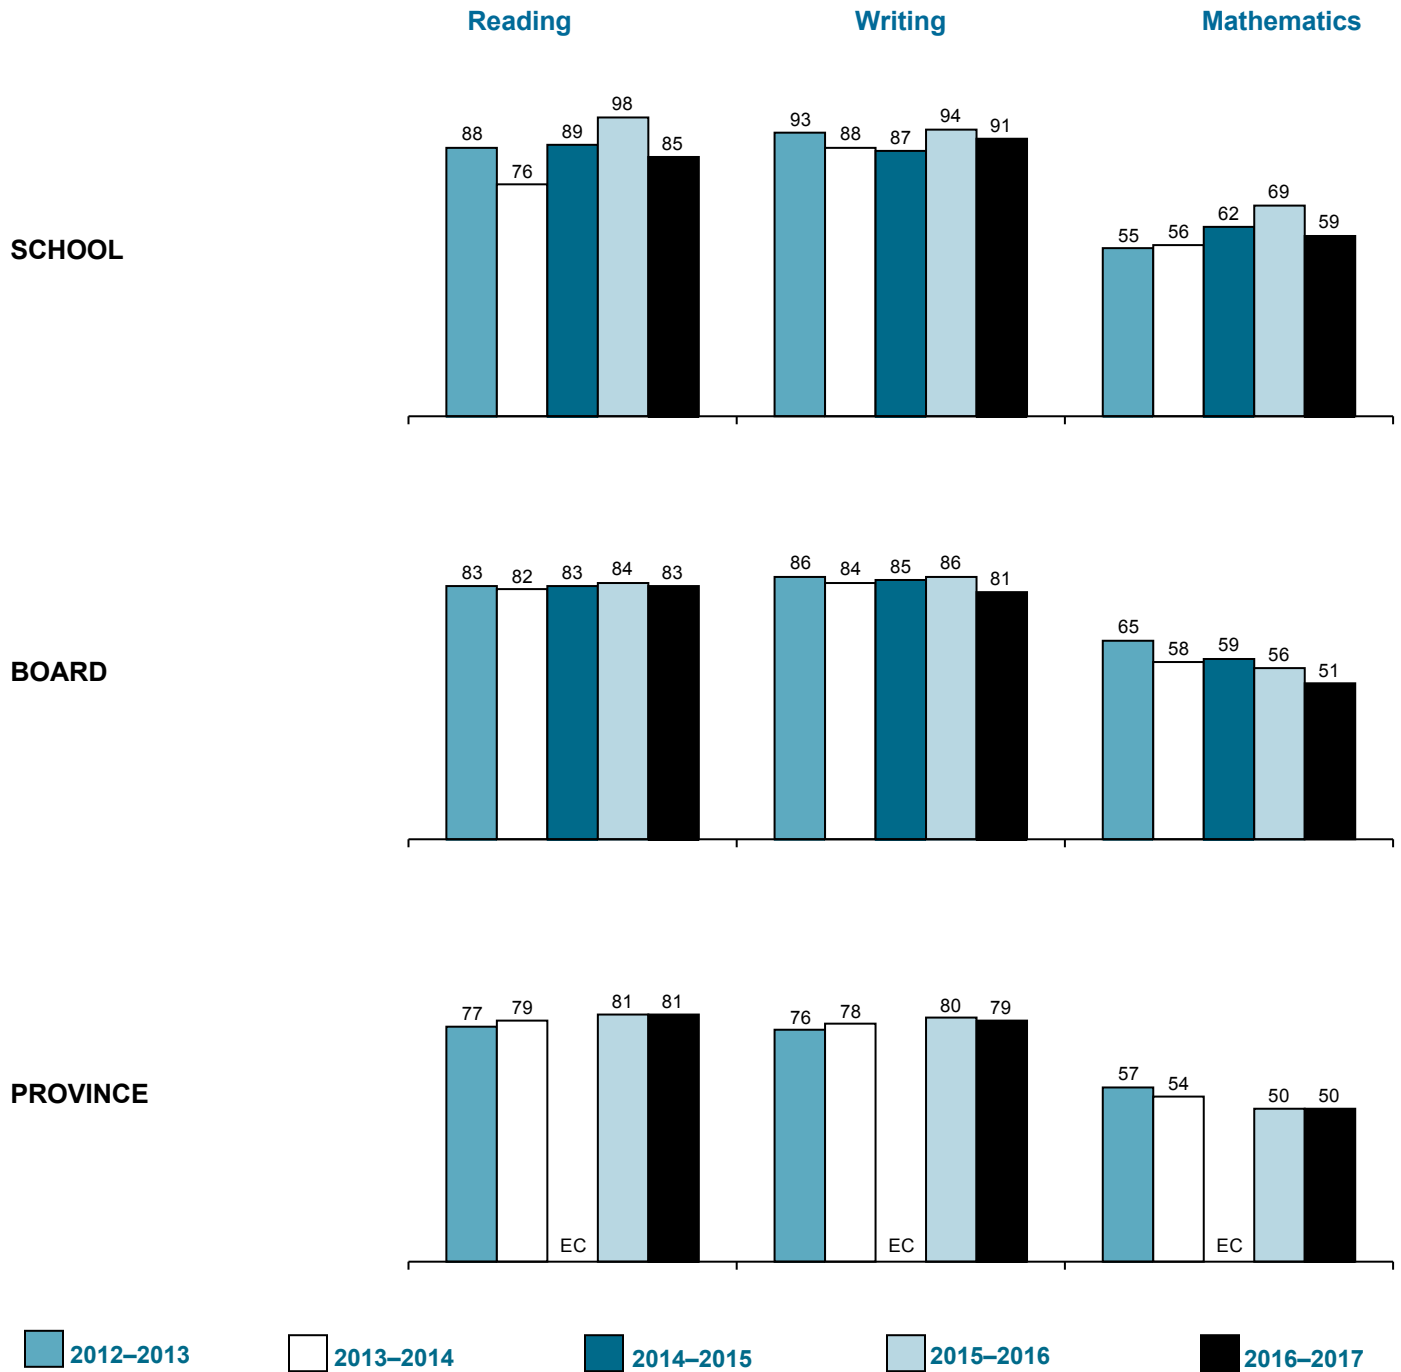 Reading Writing Mathematics
SCHOOL
88 76 89 98 85
93 88 87 94 91
55 56 62 69 59
BOARD
83 82 83 84 83
86 84 85 86 81
65 58 59 56 51
PROVINCE
77 79 EC 81 81
76 78 EC 80 79
57 54 EC 50 50
2012–2013 2013–2014 2014–2015 2015–2016 2016–2017